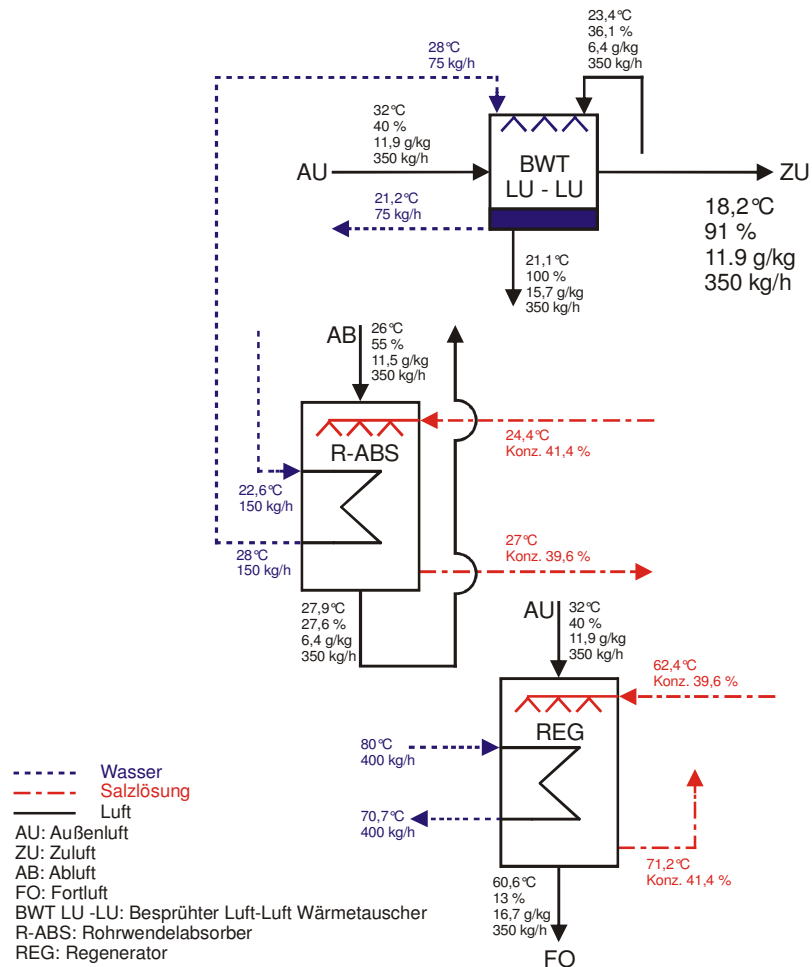 23,4°C
36,1 %
6,4 g/kg
350 kg/h
28°C
75 kg/h
32°C
40 %
11,9 g/kg
350 kg/h
AU
BWT
LU - LU
ZU
21,2°C
75 kg/h
18,2°C
91 %
11.9 g/kg
350 kg/h
21,1°C
100 %
15,7 g/kg
350 kg/h
AB
26°C
55 %
11,5 g/kg
350 kg/h
R-ABS
24,4°C
Konz. 41,4 %
22,6°C
150 kg/h
28°C
150 kg/h
27°C
Konz. 39,6 %
27,9°C
27,6 %
6,4 g/kg
350 kg/h
AU
32°C
40 %
11,9 g/kg
350 kg/h
62,4°C
Konz. 39,6 %
REG
80°C
400 kg/h
70,7°C
400 kg/h
71,2°C
Konz. 41,4 %
60,6°C
13 %
16,7 g/kg
350 kg/h
FO
Wasser
Salzlösung
Luft
AU: Außenluft
ZU: Zuluft
AB: Abluft
FO: Fortluft
BWT LU -LU: Besprühter Luft-Luft Wärmetauscher
R-ABS: Rohrwendelabsorber
REG: Regenerator